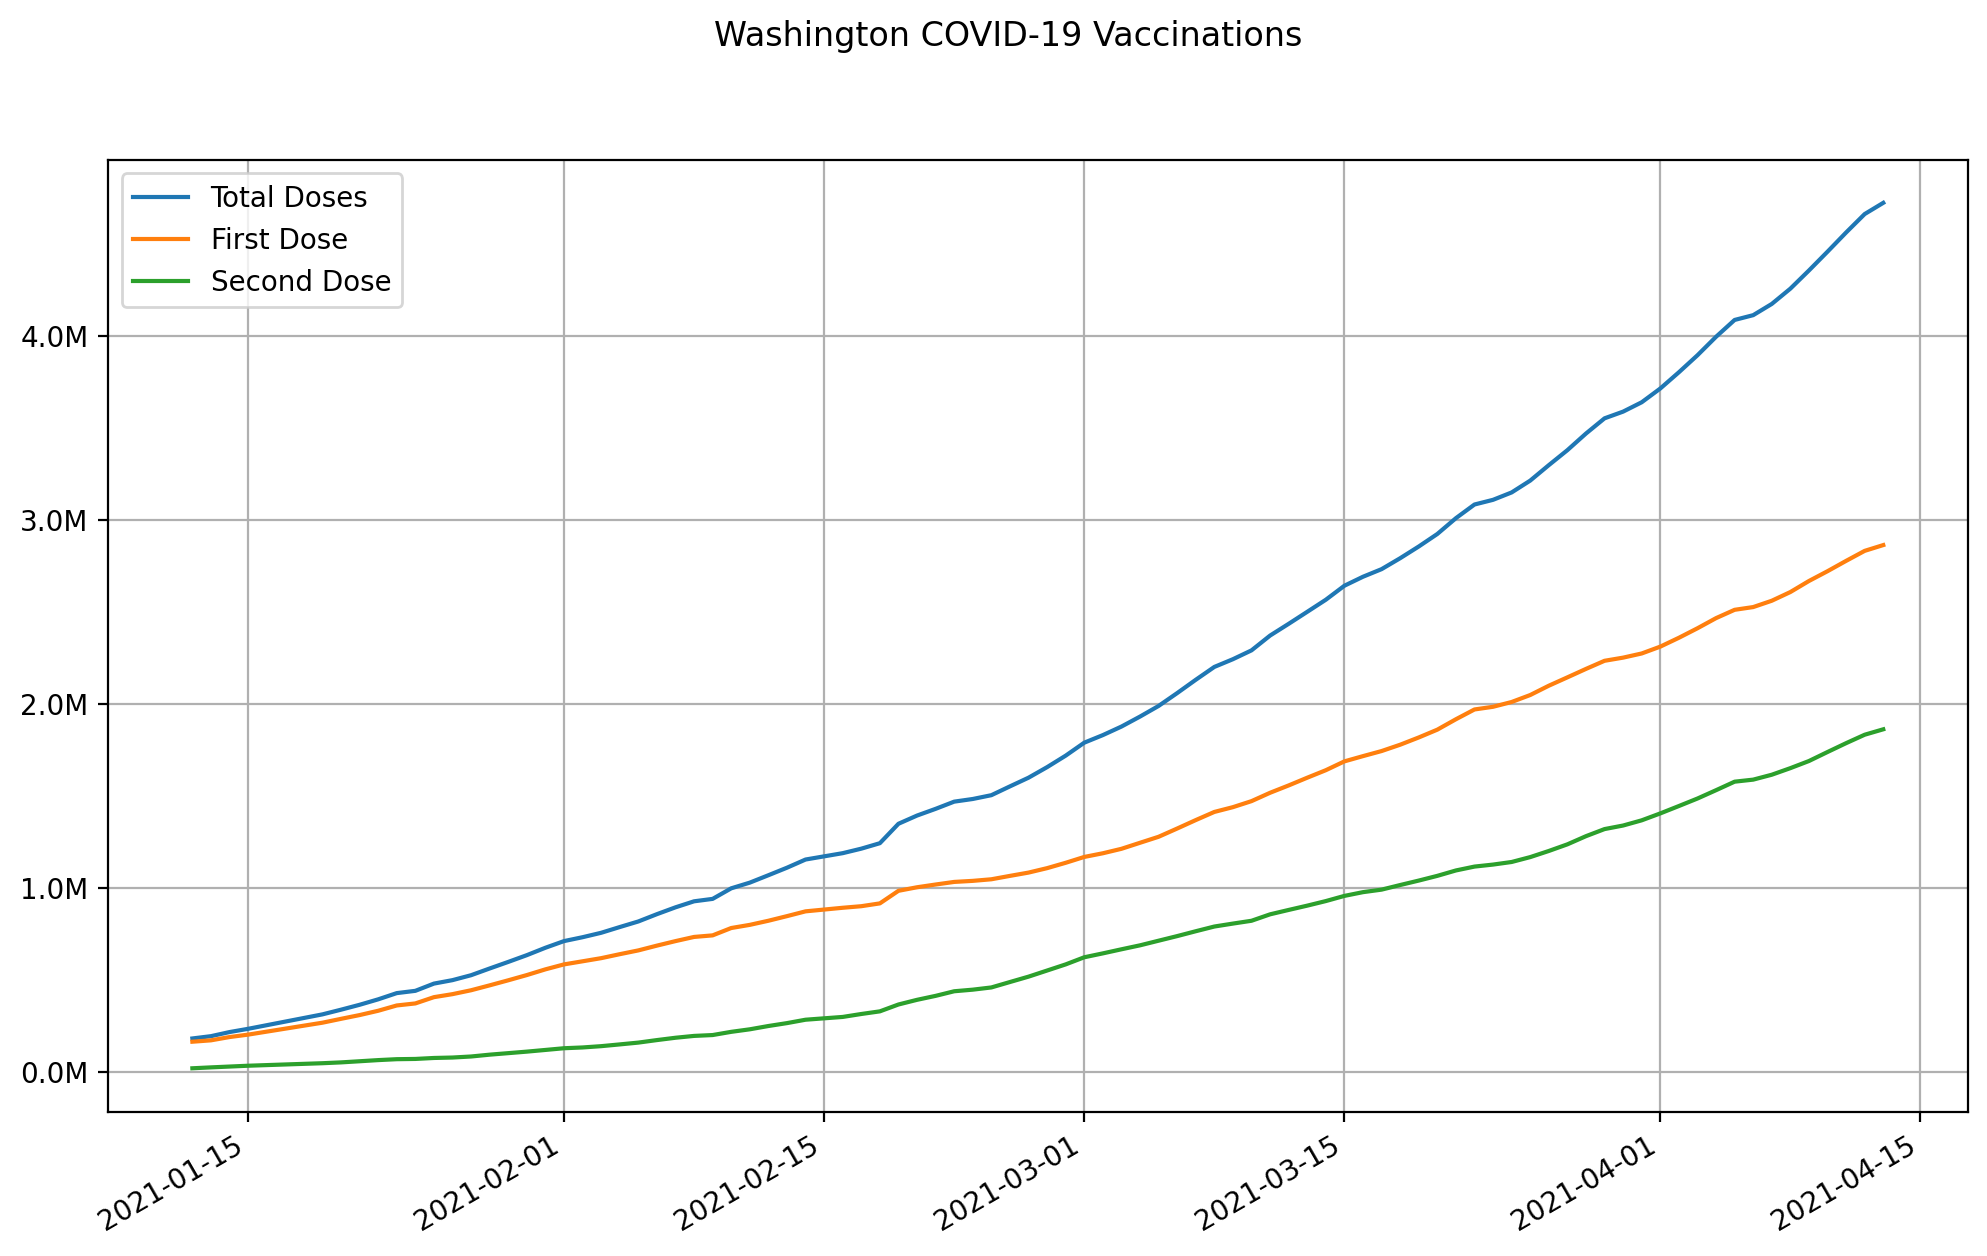 Washington COVID-19 Vaccinations
Total Doses
First Dose
Second Dose
4.0M
3.0M
2.0M
1.0M
0.0M
2021-01-15
2021-02-01
2021-02-15
2021-03-01
2021-03-15
2021-04-01
2021-04-15